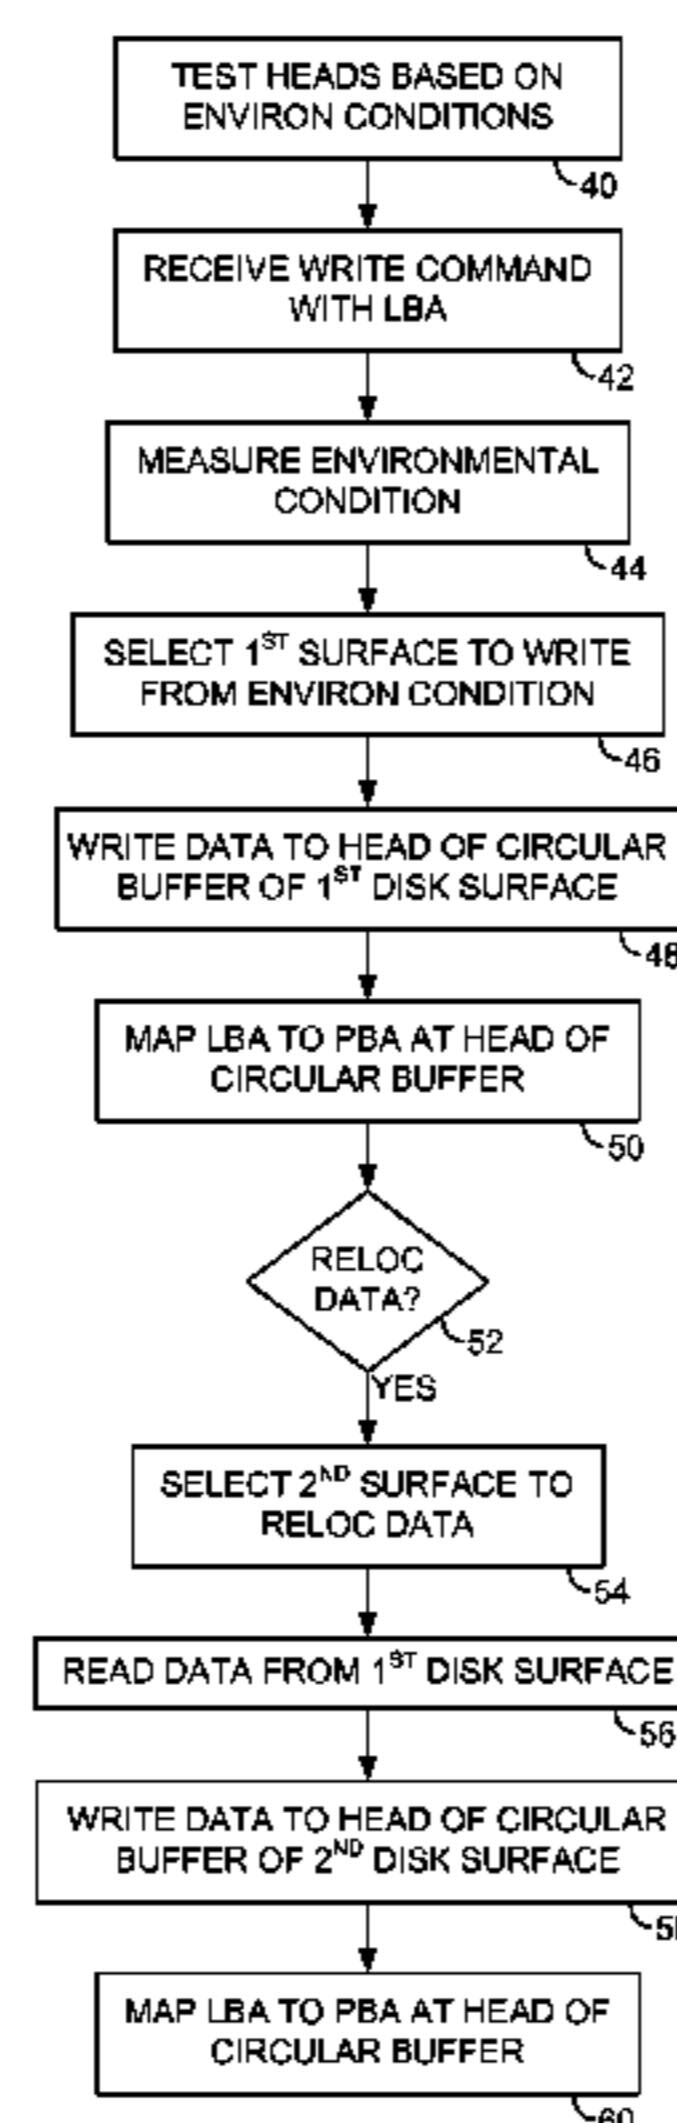 TEST HEADS BASED ON
ENVIRON CONDITIONS
40
RECEIVE WRITE COMMAND
WITH LBA
42
MEASURE ENVIRONMENTAL
CONDITION
44
SELECT 1ST SURFACE TO WRITE
FROM ENVIRON CONDITION
46
WRITE DATA TO HEAD OF CIRCULAR
BUFFER OF 1ST DISK SURFACE
48
MAP LBA TO PBA AT HEAD OF
CIRCULAR BUFFER
50
RELOC
DATA?
52
YES
SELECT 2ND SURFACE TO
RELOC DATA
54
READ DATA FROM 1ST DISK SURFACE
56
WRITE DATA TO HEAD OF CIRCULAR
BUFFER OF 2ND DISK SURFACE
MAP LBA TO PBA AT HEAD OF
CIRCULAR BUFFER
60